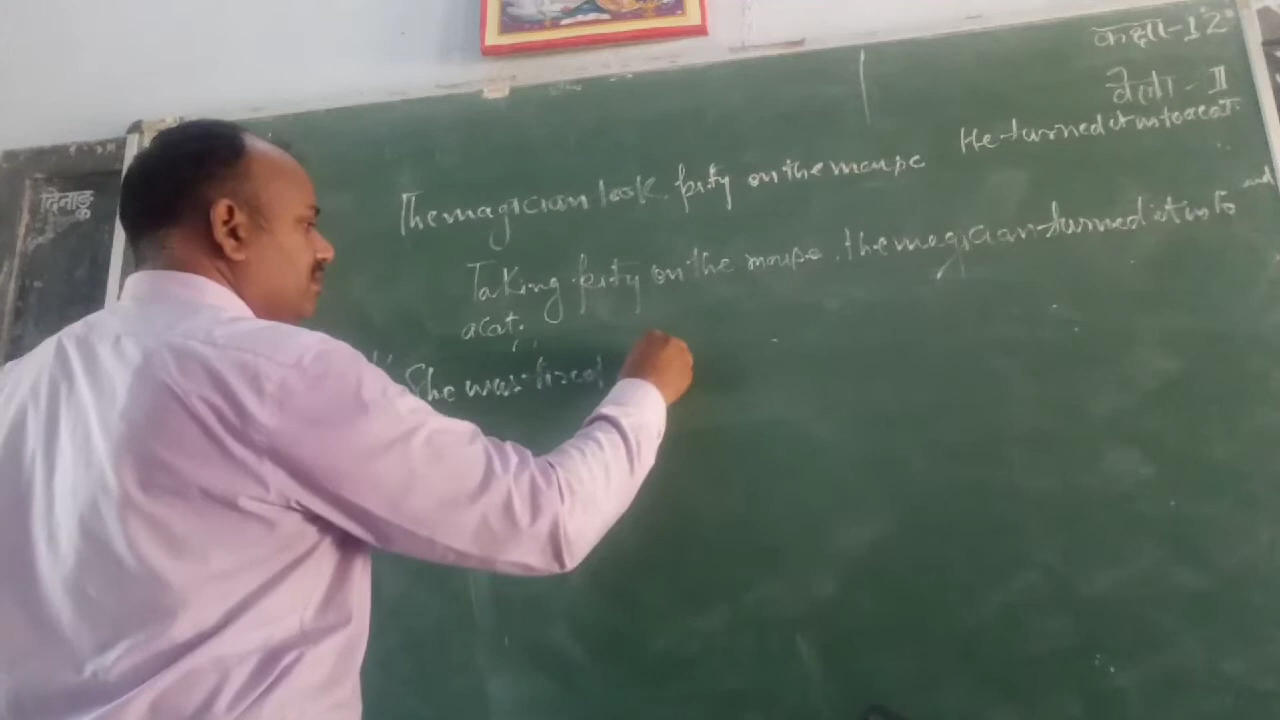 कक्षा-12
वेला - II
दिनाङ्क
The magician took pity on the mouse He turned it into a cat.
Taking pity on the mouse, the magician turned it into and
a cat.
She was tired